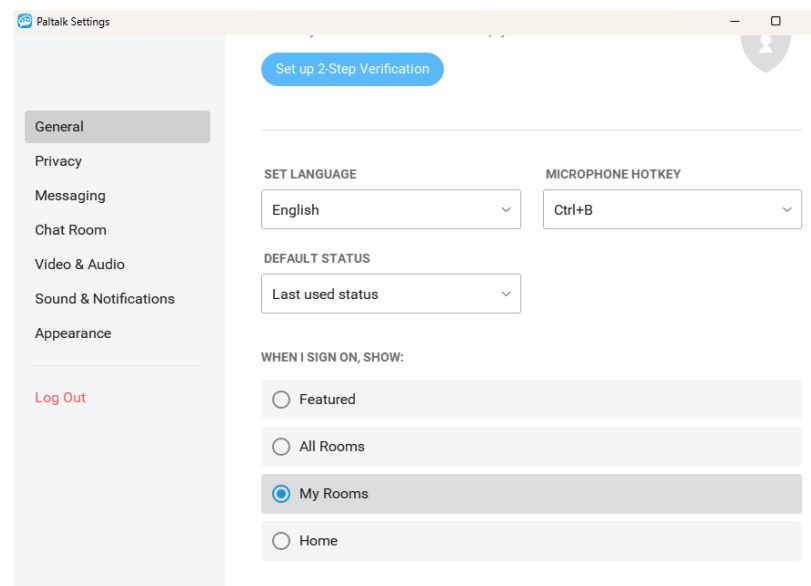 Paltalk Settings
Set up 2-Step Verification
General
Privacy
Messaging
Chat Room
Video & Audio
Sound & Notifications
Appearance
Log Out
SET LANGUAGE
English
MICROPHONE HOTKEY
Ctrl+B
DEFAULT STATUS
Last used status
WHEN I SIGN ON, SHOW:
Featured
All Rooms
My Rooms
Home